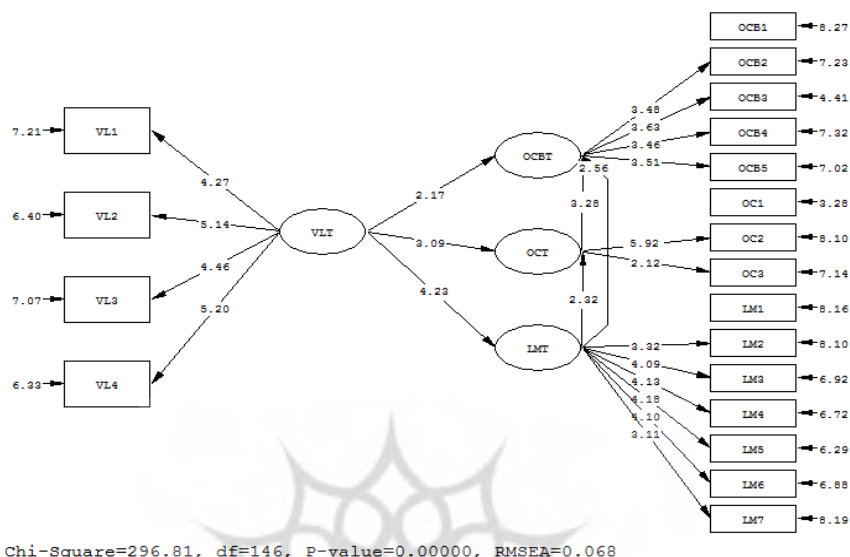 OCB1 8.27
OCB2 7.23
3.48
OCB3 4.41
3.63
7.21 VL1
OCB4 7.32
3.46
OCBT
3.51
OCB5 7.02
2.56
4.27
2.17
OC1 3.28
3.28
6.40 VL2
5.14
VLT
3.09
OCT
5.92
OC2 8.10
2.12
OC3 7.14
4.46
4.23
2.32
7.07 VL3
5.20
LM1 8.16
LMT
3.32
LM2 8.10
4.09
LM3 6.92
4.13
6.33 VL4
LM4 6.72
4.18
4.10
3.11
LM5 6.29
LM6 6.88
LM7 8.19
Chi-Square=296.81, df=146, P-value=0.00000, RMSEA=0.068